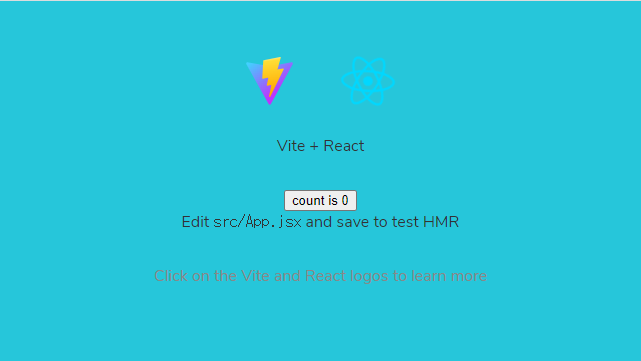 Vite + React
count is 0
Edit src/App.jsx and save to test HMR
Click on the Vite and React logos to learn more